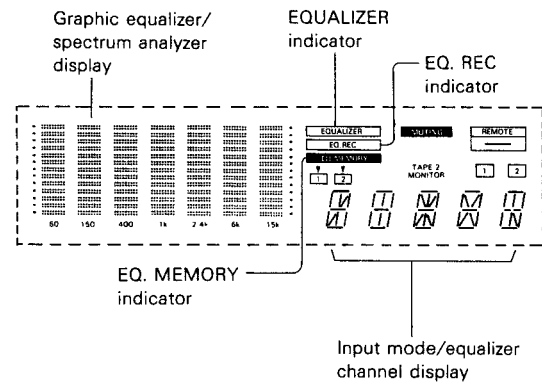 Graphic equalizer/
spectrum analyzer
display
EQUALIZER
indicator
EQ. REC
indicator
EQUALIZER
EQ. REC
EQ. MEMORY
MUTING
REMOTE
TAPE 2
MONITOR
1 2
1 2
60 150 400 1k 2.4k 6k 15k
EQ. MEMORY
indicator
Input mode/equalizer
channel display